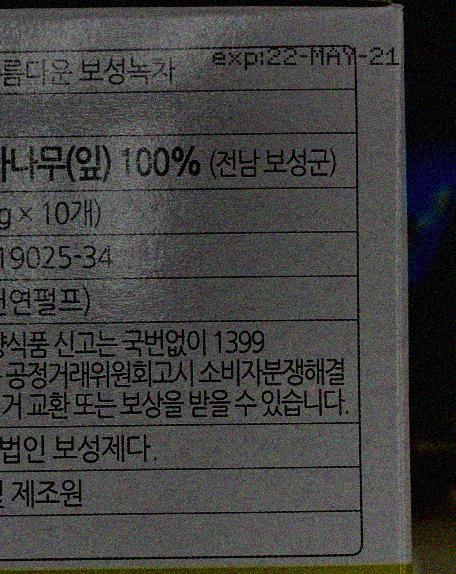 exp:22-MAY-21
름다운 보성녹차
나무(잎) 100% (전남 보성군)
g × 10개)
19025-34
연펄프)
식품 신고는 국번없이 1399
공정거래위원회고시 소비자분쟁해결
거 교환 또는 보상을 받을 수 있습니다.
법인 보성제다.
제조원